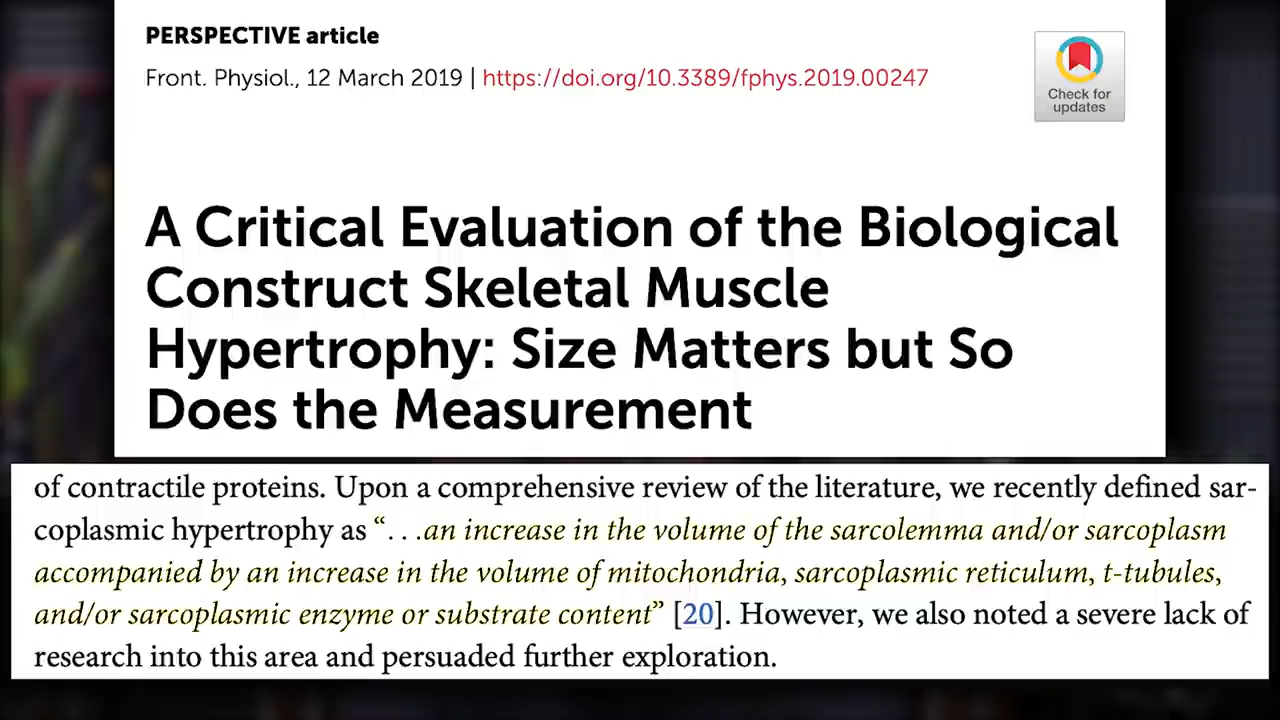 PERSPECTIVE article
Front. Physiol., 12 March 2019 | https://doi.org/10.3389/fphys.2019.00247
Check for
updates
A Critical Evaluation of the Biological
Construct Skeletal Muscle
Hypertrophy: Size Matters but So
Does the Measurement
of contractile proteins. Upon a comprehensive review of the literature, we recently defined sar-
coplasmic hypertrophy as “. . .an increase in the volume of the sarcolemma and/or sarcoplasm
accompanied by an increase in the volume of mitochondria, sarcoplasmic reticulum, t-tubules,
and/or sarcoplasmic enzyme or substrate content” [20]. However, we also noted a severe lack of
research into this area and persuaded further exploration.